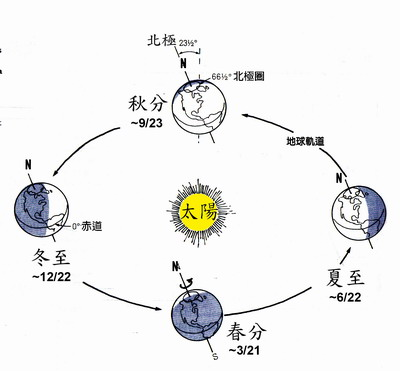 北極 23½°
N
66½° 北極圈
秋分
~9/23
地球軌道
N
N
太陽
0° 赤道
冬至
~12/22
夏至
~6/22
N
春分
~3/21
S